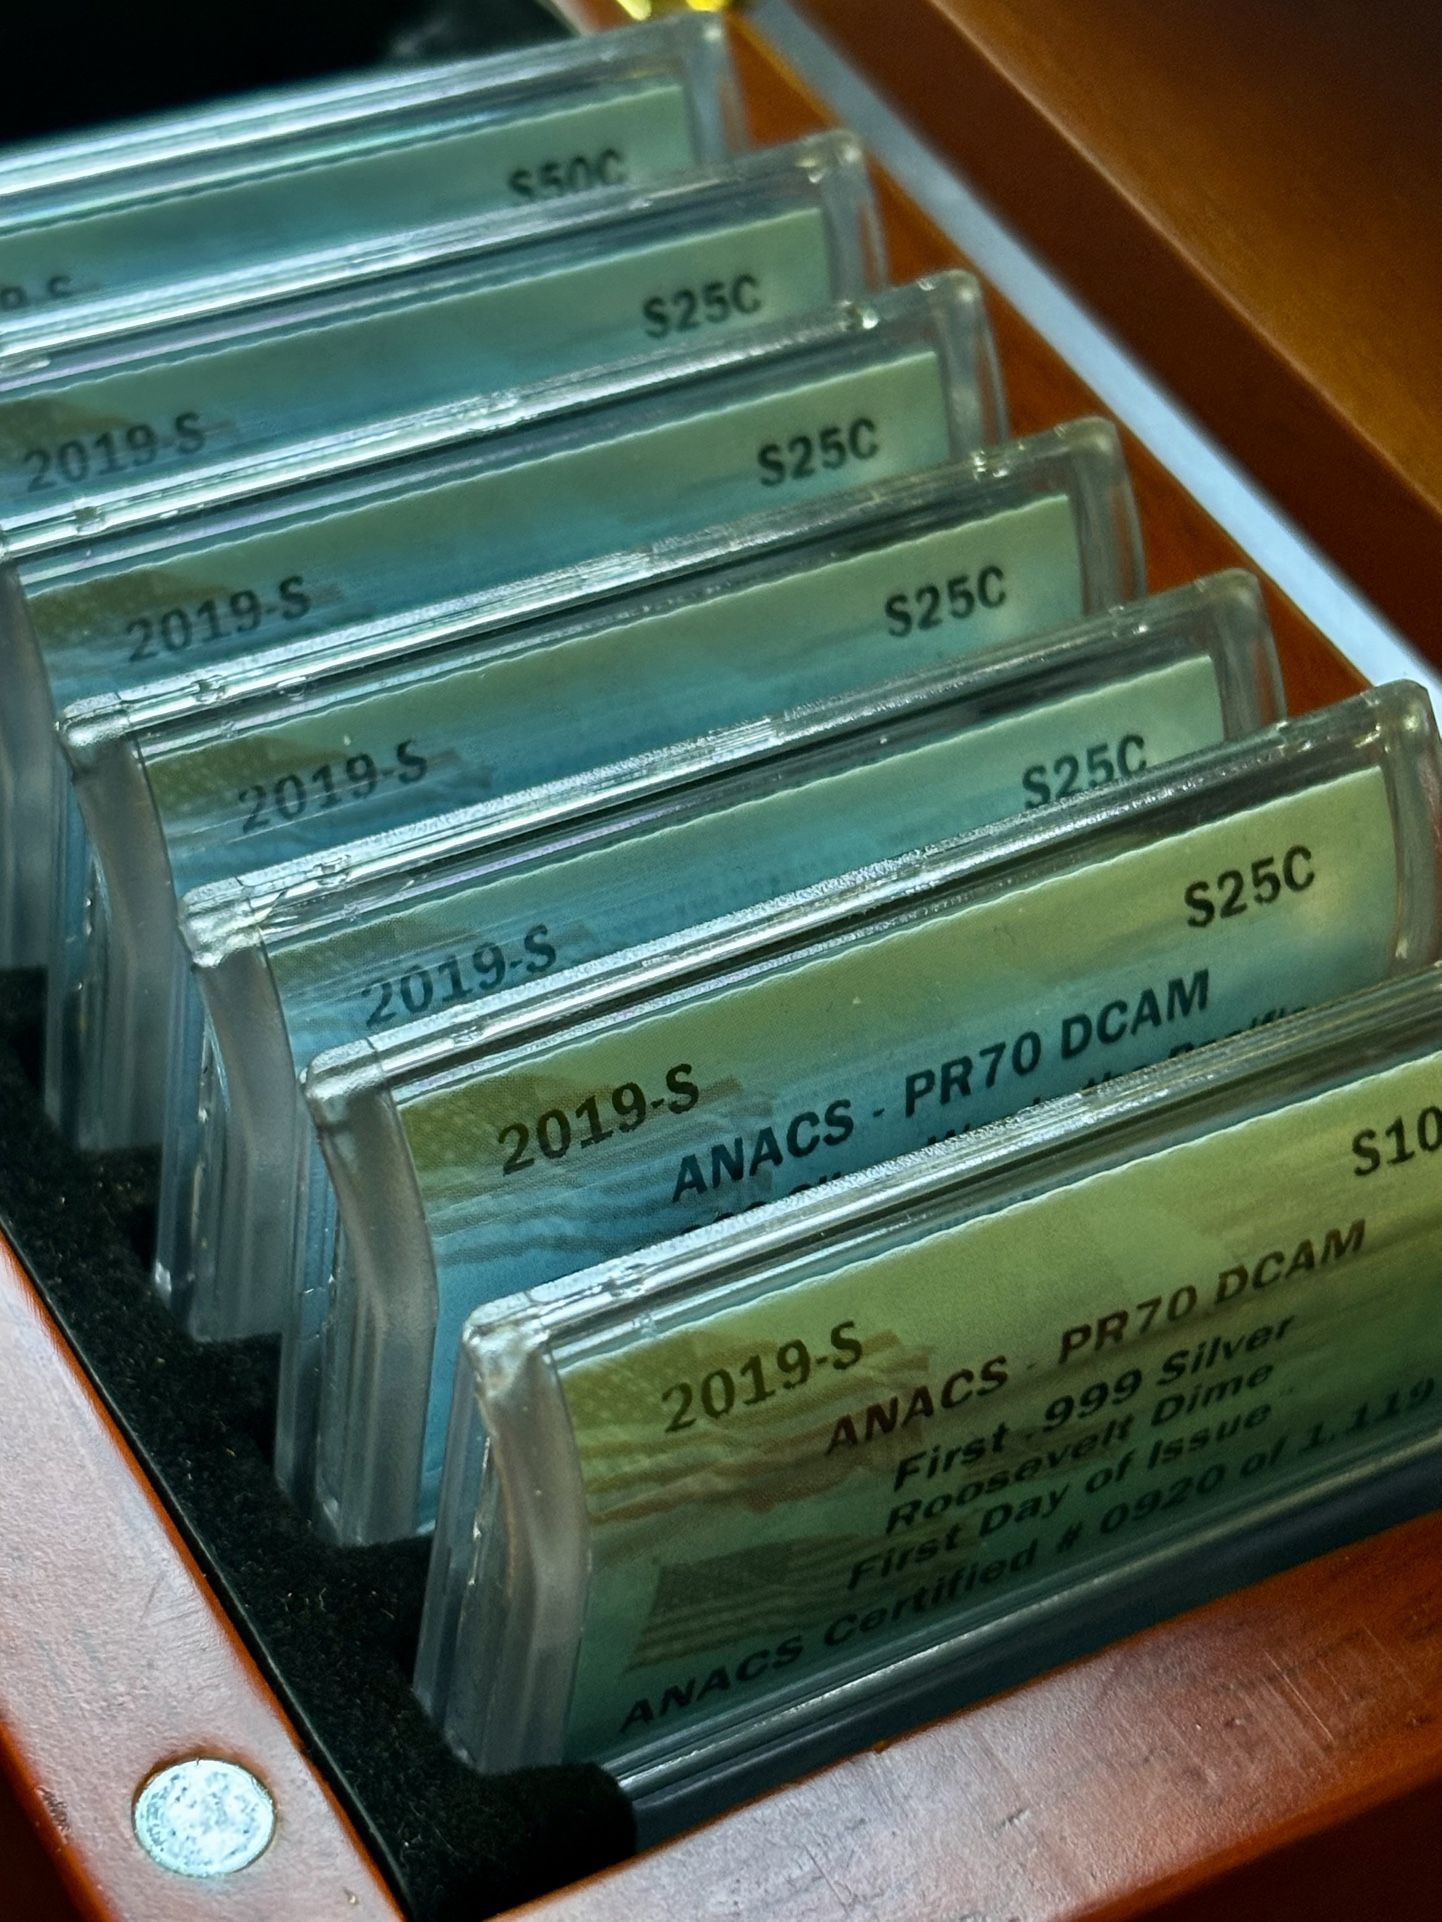 S50C
S25C
2019-S
S25C
2019-S
S25C
2019-S
S25C
2019-S
S25C
2019-S
ANACS - PR70 DCAM
S10
2019-S
ANACS - PR70 DCAM
First .999 Silver
Roosevelt Dime
First Day of Issue
ANACS Certified # 0920 of 1,119